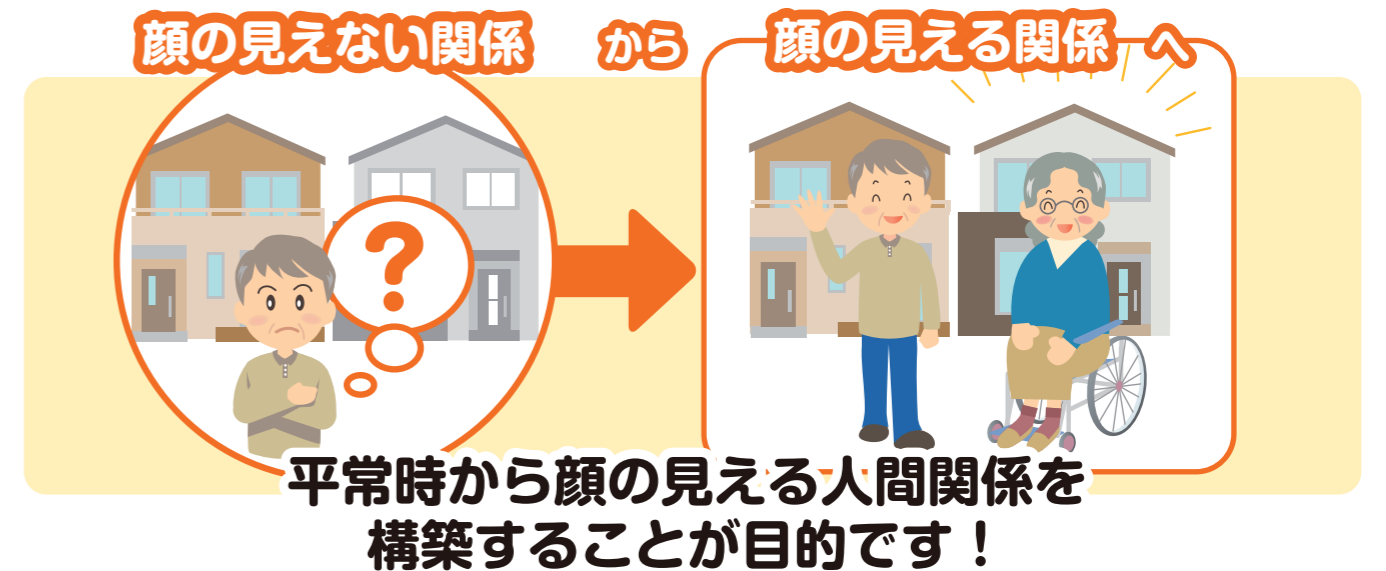 顔の見えない関係 から 顔の見える関係 へ
?
平常時から顔の見える人間関係を
構築することが目的です！